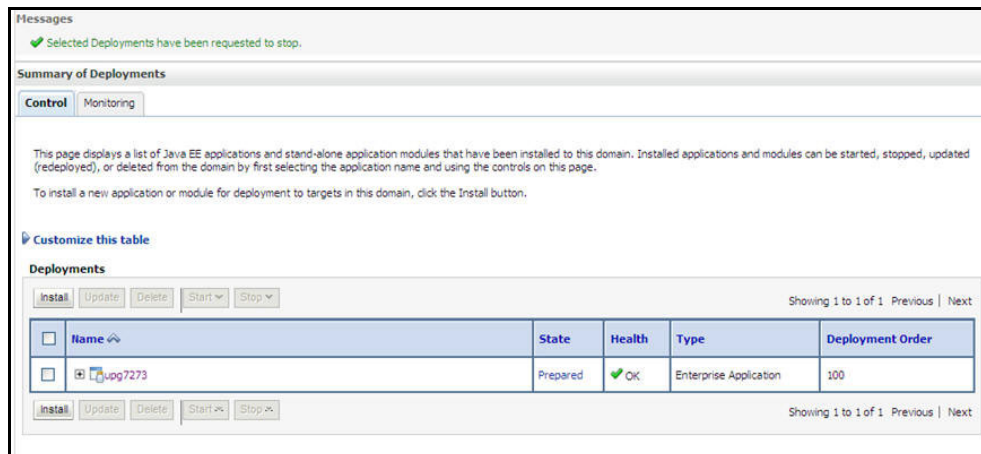 Messages
Selected Deployments have been requested to stop.
Summary of Deployments
Control Monitoring
This page displays a list of Java EE applications and stand-alone application modules that have been installed to this domain. Installed applications and modules can be started, stopped, updated
(redeployed), or deleted from the domain by first selecting the application name and using the controls on this page.
To install a new application or module for deployment to targets in this domain, click the Install button.
Customize this table
Deployments
Install Update Delete Start Stop Showing 1 to 1 of 1 Previous | Next
Name State Health Type Deployment Order
upg7273 Prepared OK Enterprise Application 100
Install Update Delete Start Stop Showing 1 to 1 of 1 Previous | Next